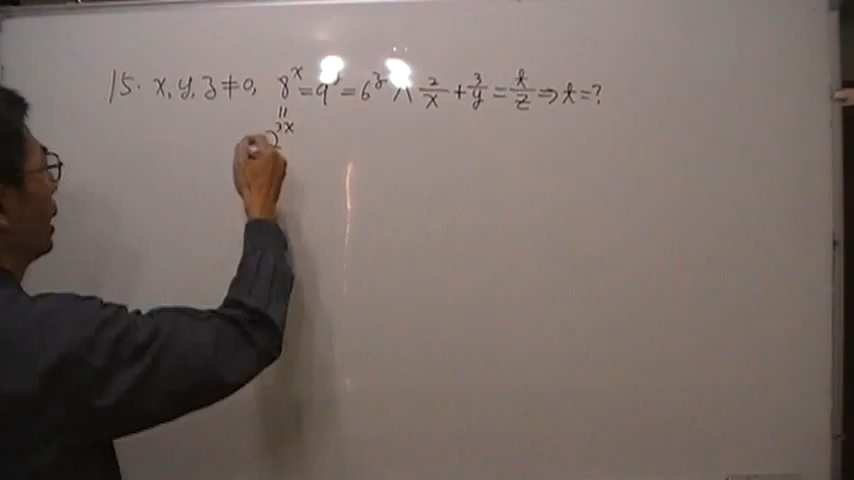 15. x, y, z ≠ 0, 8^x = 9^y = 6^z ∧ 2/x + 3/y = k/z ⇒ k = ?
=
2^3x